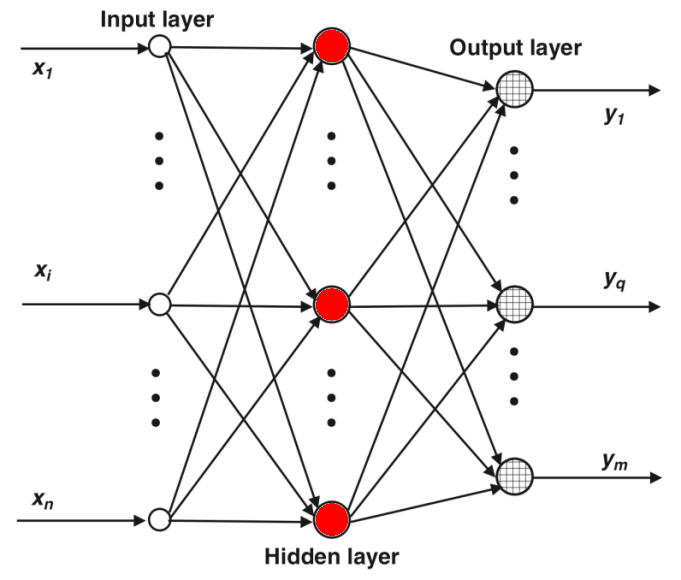 Input layer
Output layer
x1
y1
xi
yq
xn
ym
Hidden layer